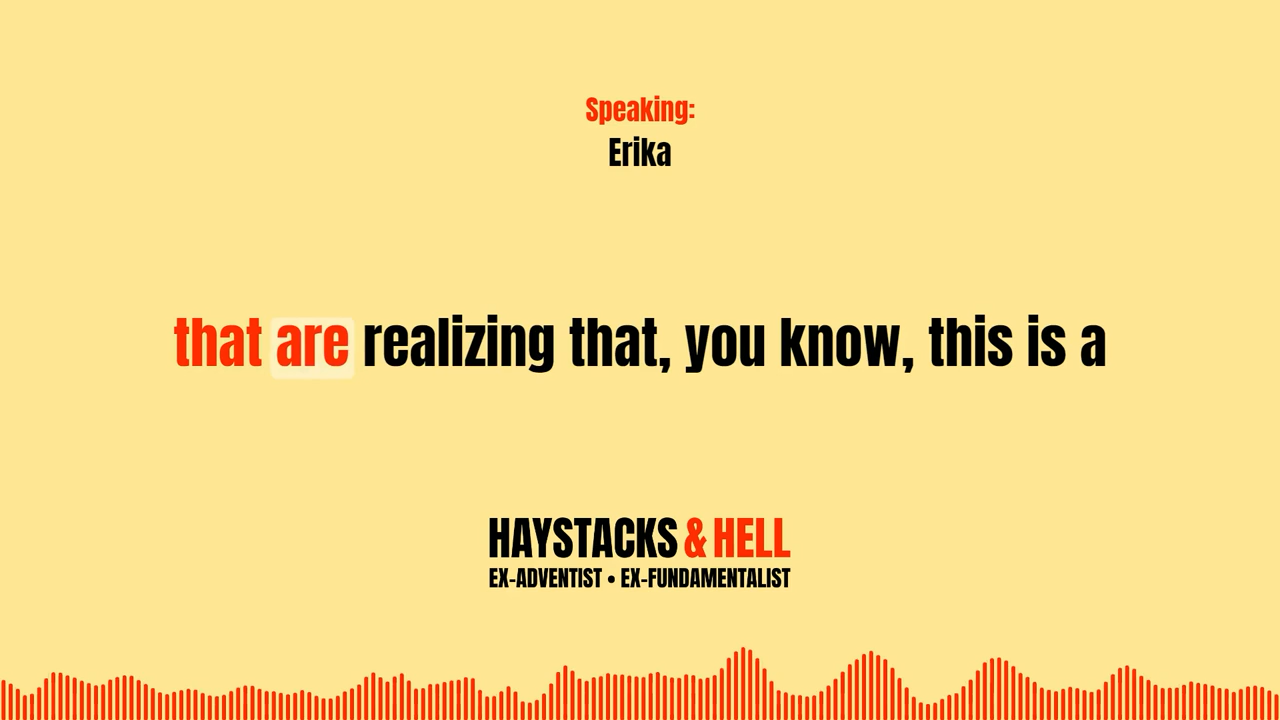 Speaking:
Erika
that are realizing that, you know, this is a
HAYSTACKS & HELL
EX-ADVENTIST • EX-FUNDAMENTALIST